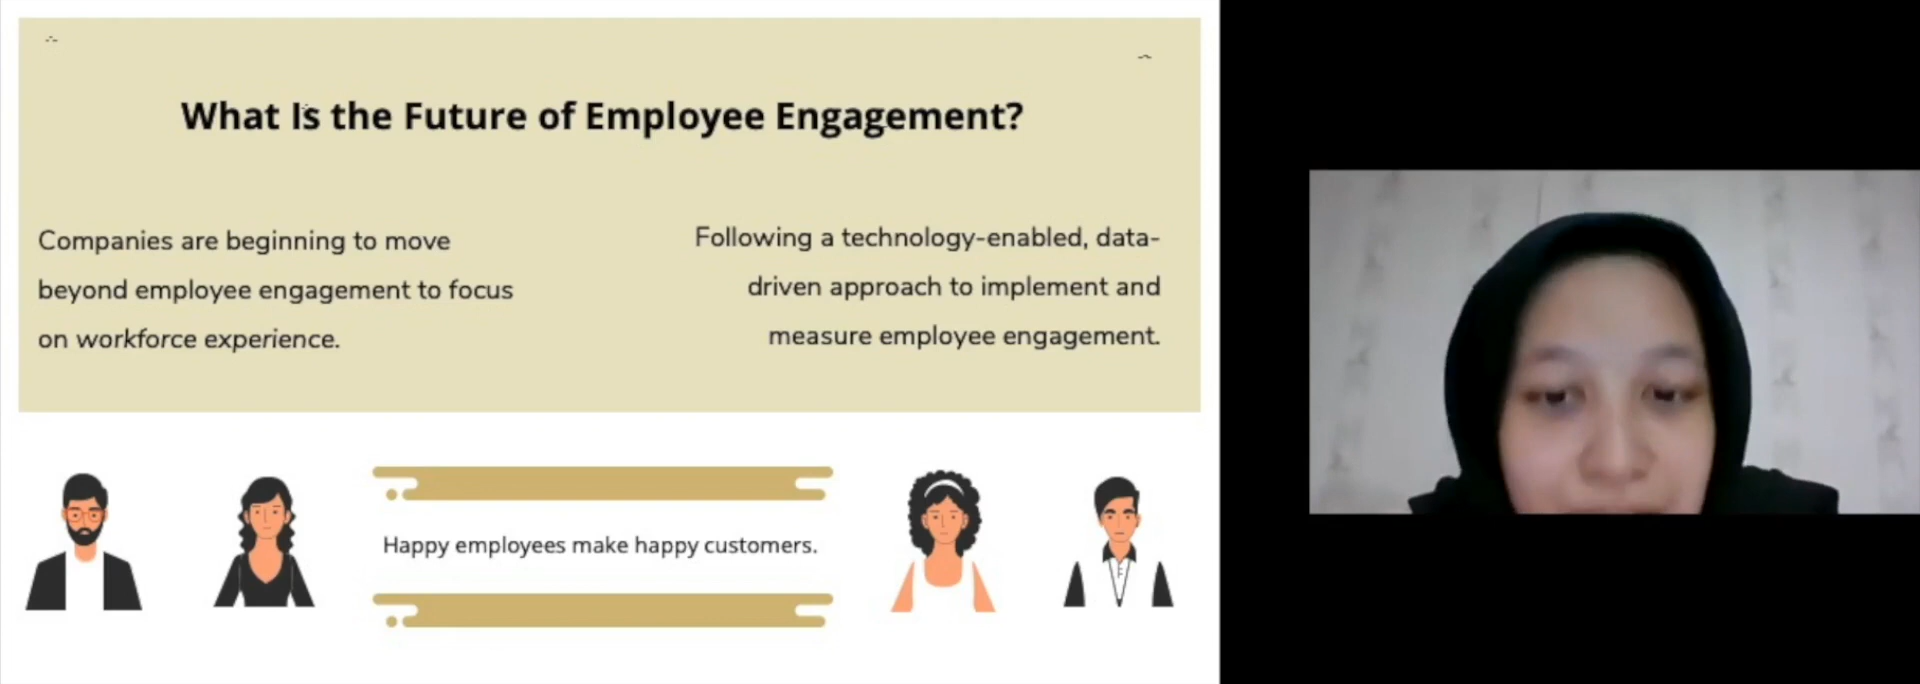 What Is the Future of Employee Engagement?
Companies are beginning to move
beyond employee engagement to focus
on workforce experience.
Following a technology-enabled, data-
driven approach to implement and
measure employee engagement.
Happy employees make happy customers.